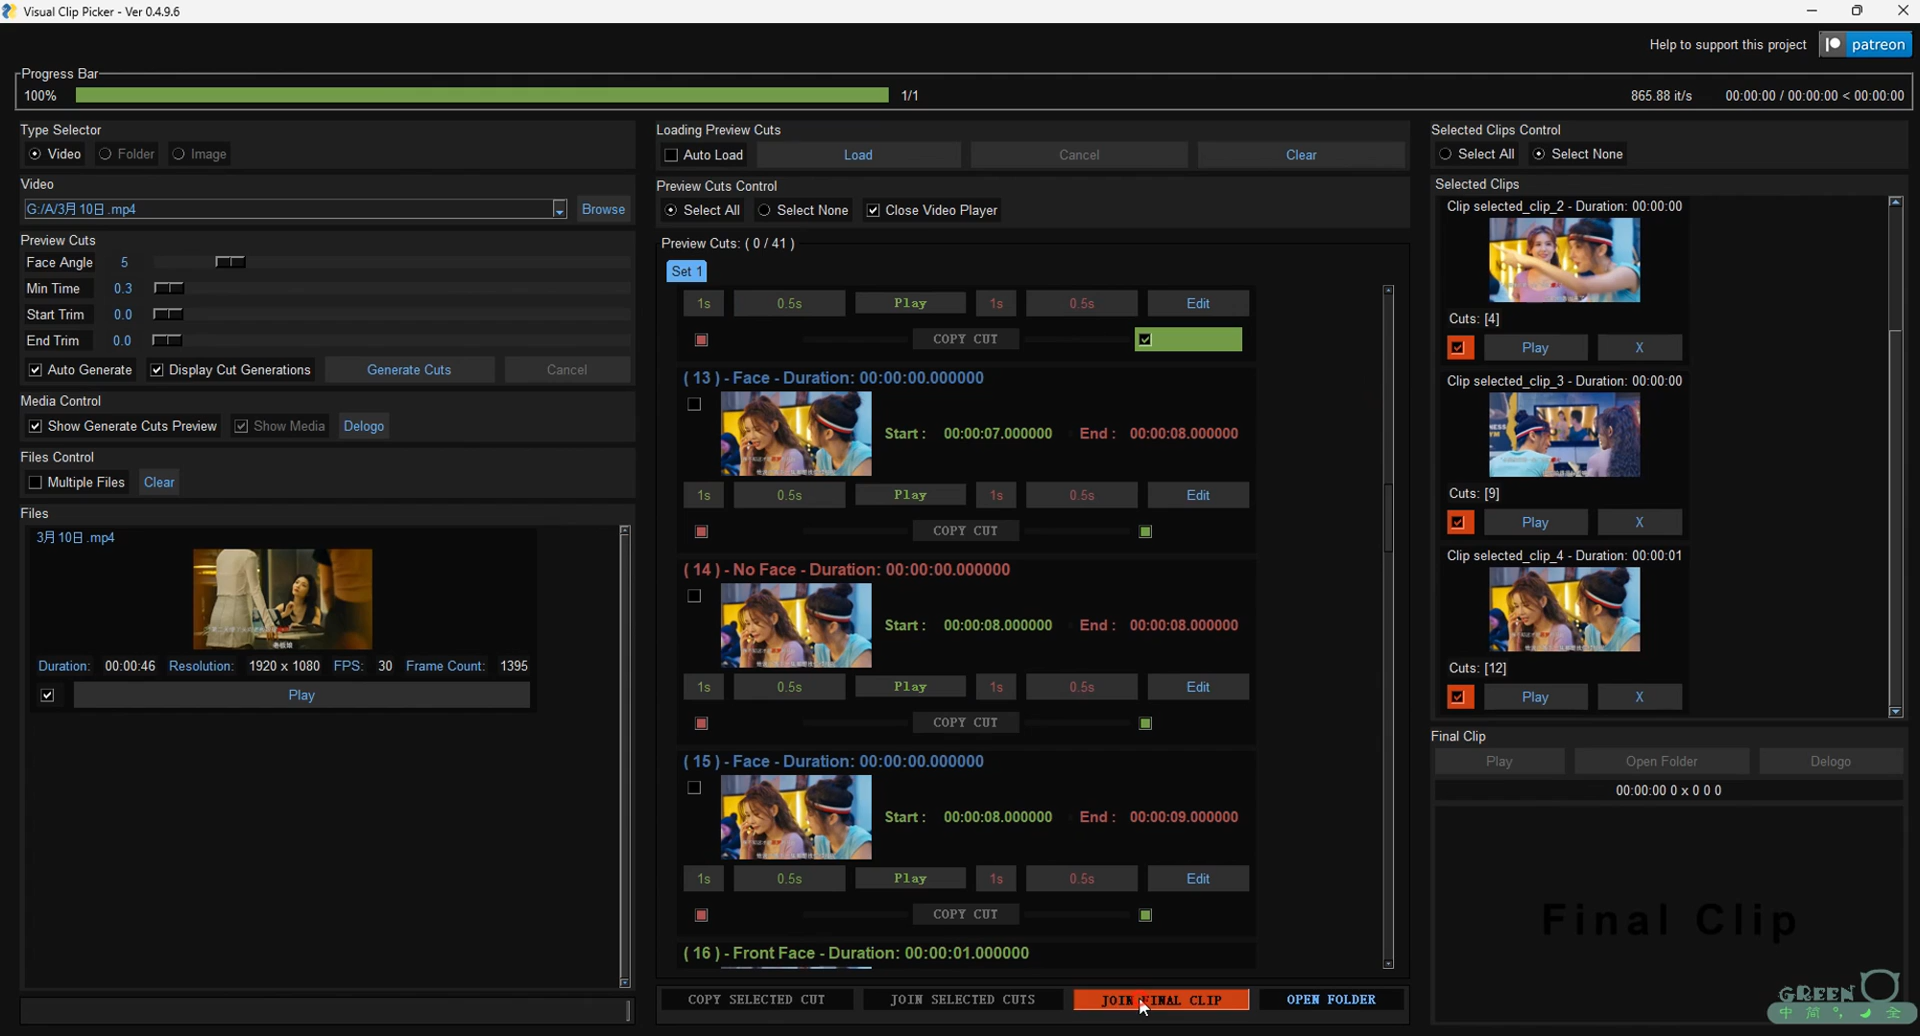 Visual Clip Picker - Ver 0.4.9.6
Help to support this project
patreon
Progress Bar
100%
1/1
865.88 it/s
00:00:00 / 00:00:00 < 00:00:00
Type Selector
Video
Folder
Image
Video
G:/A/3月10日.mp4
Browse
Preview Cuts
Face Angle
5
Min Time
0.3
Start Trim
0.0
End Trim
0.0
Auto Generate
Display Cut Generations
Generate Cuts
Cancel
Media Control
Show Generate Cuts Preview
Show Media
Delogo
Files Control
Multiple Files
Clear
Files
3月10日.mp4
Duration: 00:00:46 Resolution: 1920 x 1080 FPS: 30 Frame Count: 1395
Play
Loading Preview Cuts
Auto Load
Load
Cancel
Clear
Preview Cuts Control
Select All
Select None
Close Video Player
Preview Cuts: ( 0 / 41 )
Set 1
1s
0.5s
Play
1s
0.5s
Edit
COPY CUT
( 13 ) - Face - Duration: 00:00:00.000000
Start : 00:00:07.000000 End : 00:00:08.000000
1s
0.5s
Play
1s
0.5s
Edit
COPY CUT
( 14 ) - No Face - Duration: 00:00:00.000000
Start : 00:00:08.000000 End : 00:00:08.000000
1s
0.5s
Play
1s
0.5s
Edit
COPY CUT
( 15 ) - Face - Duration: 00:00:00.000000
Start : 00:00:08.000000 End : 00:00:09.000000
1s
0.5s
Play
1s
0.5s
Edit
COPY CUT
( 16 ) - Front Face - Duration: 00:00:01.000000
COPY SELECTED CUT
JOIN SELECTED CUTS
JOIN FINAL CLIP
OPEN FOLDER
Selected Clips Control
Select All
Select None
Selected Clips
Clip selected_clip_2 - Duration: 00:00:00
Cuts: [4]
Play
X
Clip selected_clip_3 - Duration: 00:00:00
Cuts: [9]
Play
X
Clip selected_clip_4 - Duration: 00:00:01
Cuts: [12]
Play
X
Final Clip
Play
Open Folder
Delogo
00:00:00 0 x 0 0 0
Final Clip
GREEN
中 简 °, 全